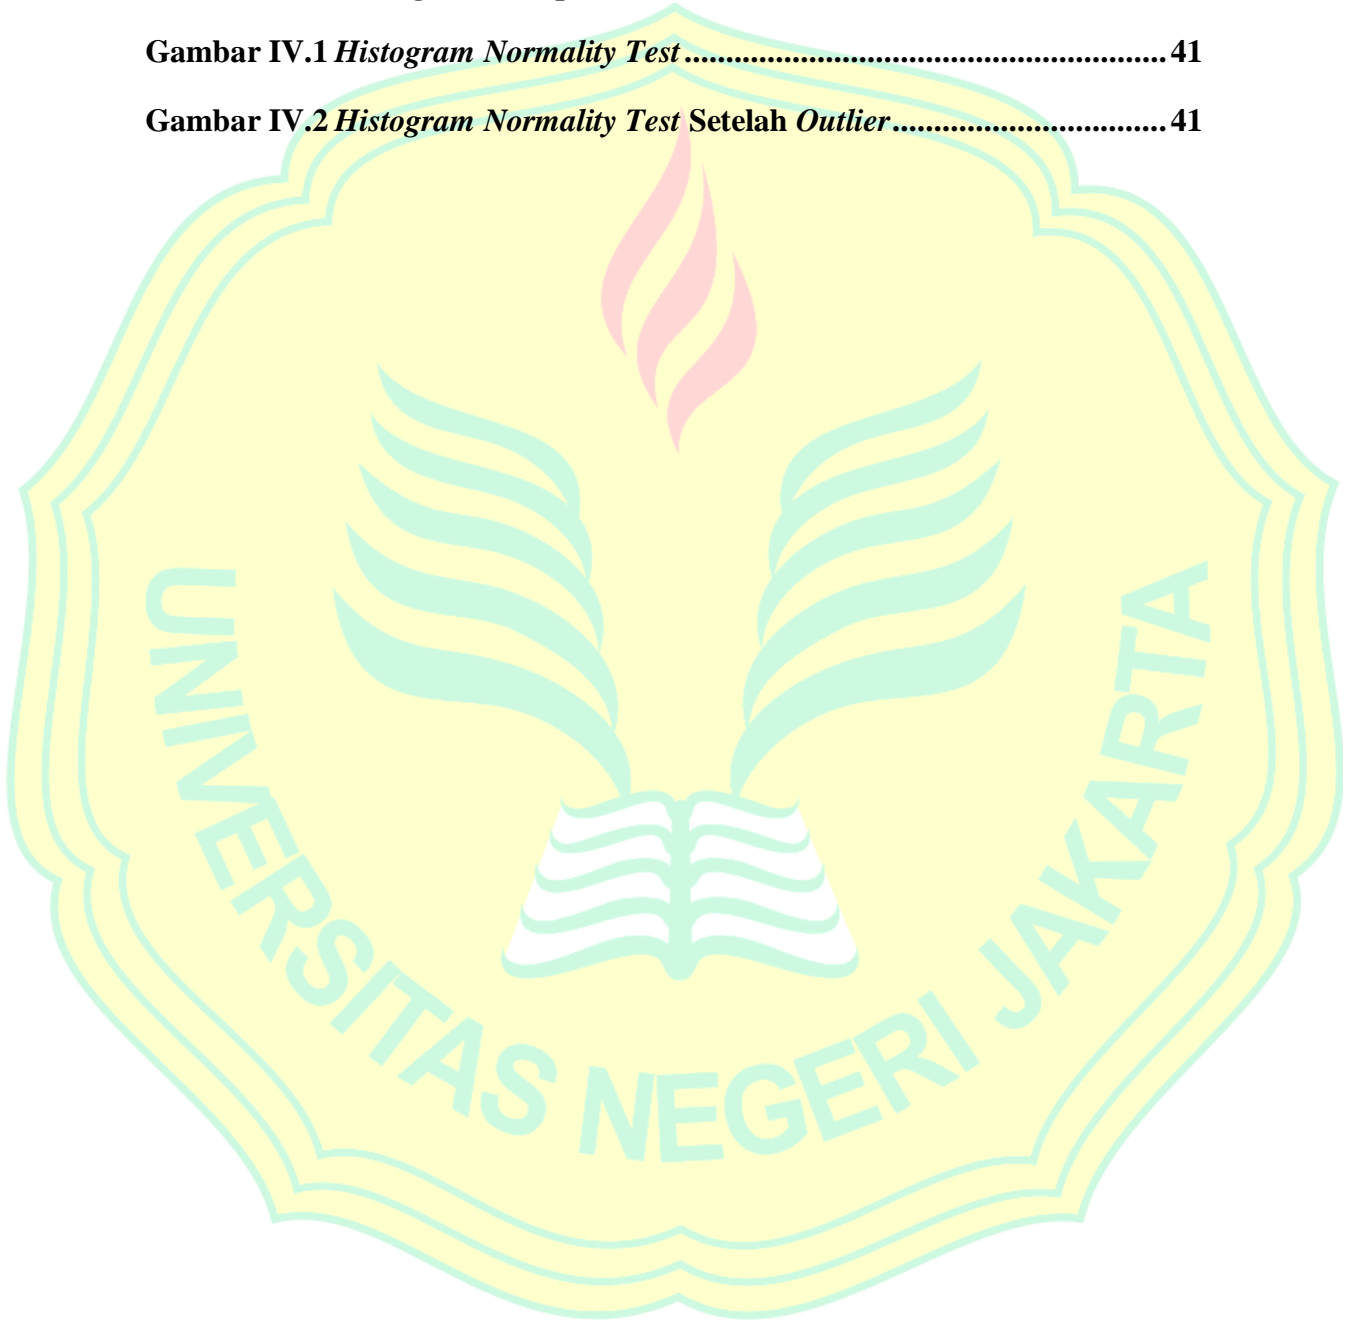 Gambar IV.1 Histogram Normality Test........................................................... 41
Gambar IV.2 Histogram Normality Test Setelah Outlier.................................. 41
UNIVERSITAS NEGERI JAKARTA